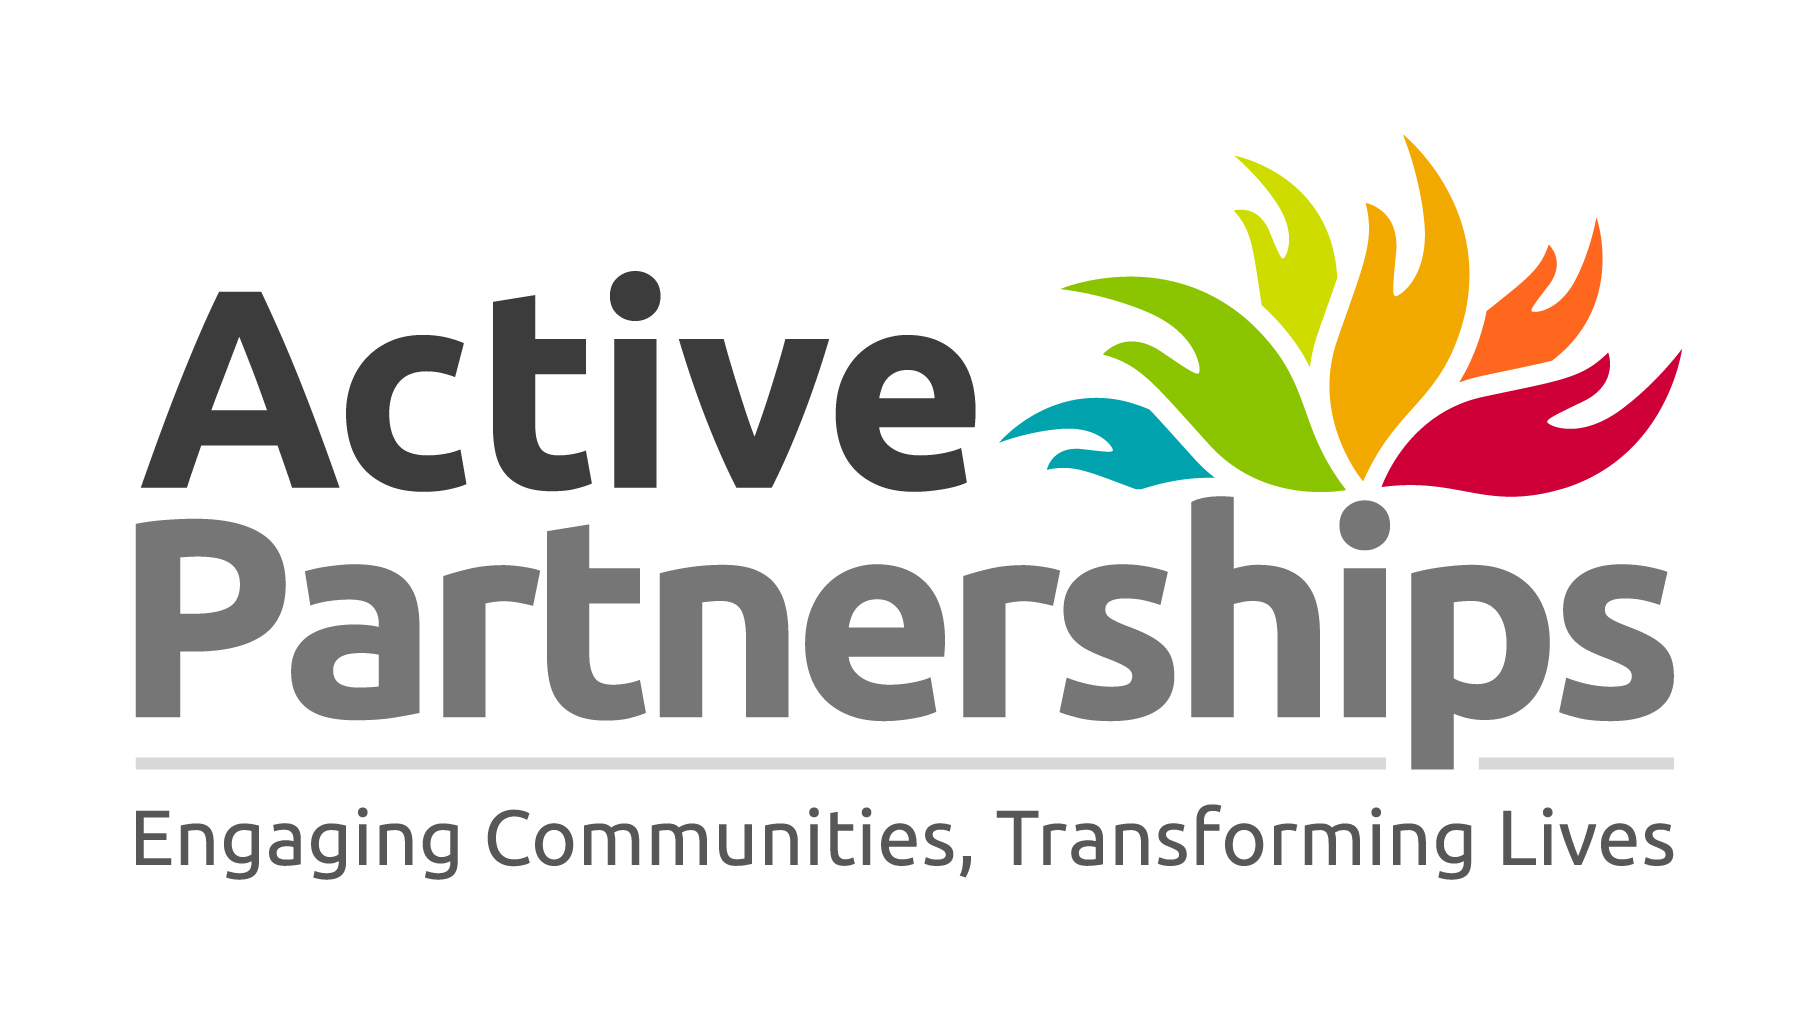 Active
Partnerships
Engaging Communities, Transforming Lives